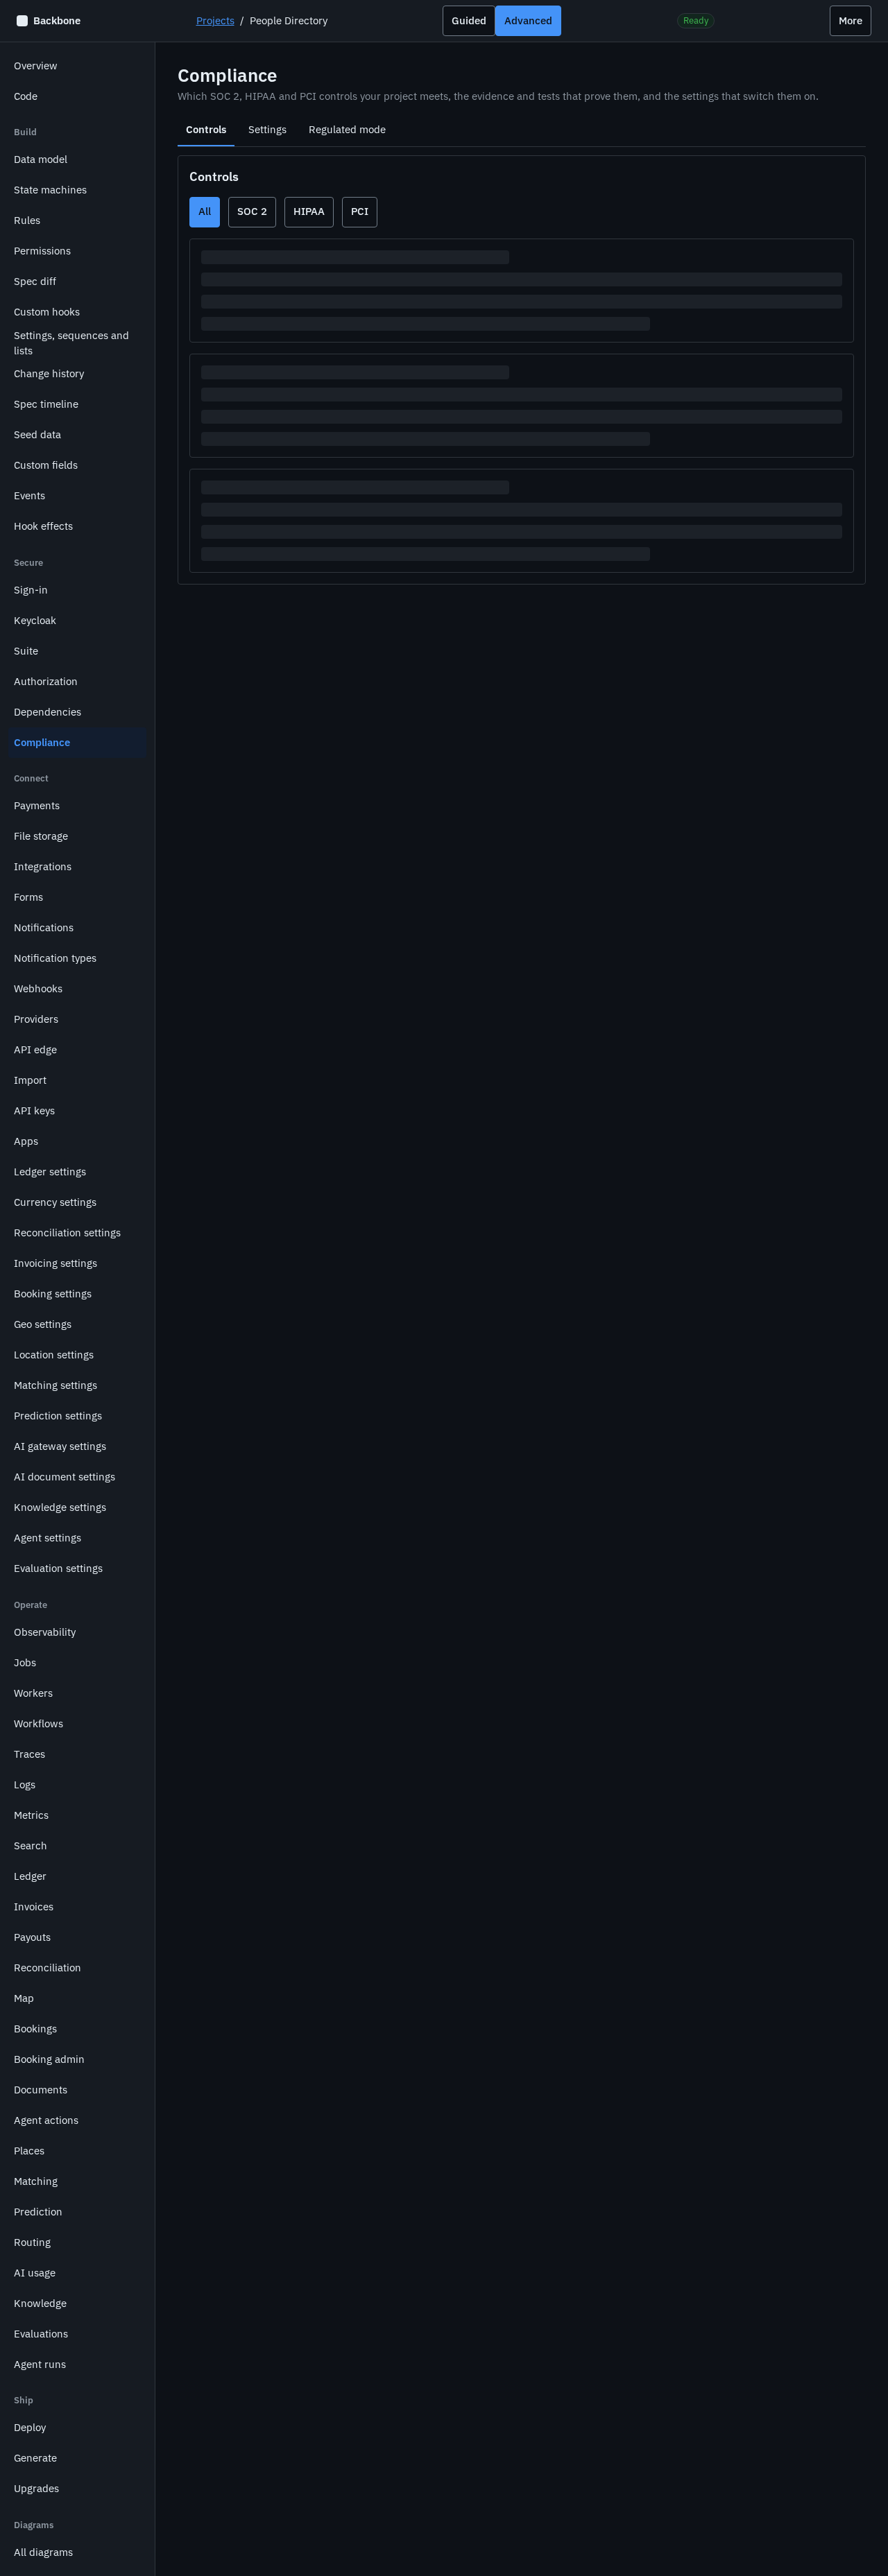 Backbone
Projects / People Directory
Guided
Advanced
Ready
More
Overview
Code
Build
Data model
State machines
Rules
Permissions
Spec diff
Custom hooks
Settings, sequences and
lists
Change history
Spec timeline
Seed data
Custom fields
Events
Hook effects
Secure
Sign-in
Keycloak
Suite
Authorization
Dependencies
Compliance
Connect
Payments
File storage
Integrations
Forms
Notifications
Notification types
Webhooks
Providers
API edge
Import
API keys
Apps
Ledger settings
Currency settings
Reconciliation settings
Invoicing settings
Booking settings
Geo settings
Location settings
Matching settings
Prediction settings
AI gateway settings
AI document settings
Knowledge settings
Agent settings
Evaluation settings
Operate
Observability
Jobs
Workers
Workflows
Traces
Logs
Metrics
Search
Ledger
Invoices
Payouts
Reconciliation
Map
Bookings
Booking admin
Documents
Agent actions
Places
Matching
Prediction
Routing
AI usage
Knowledge
Evaluations
Agent runs
Ship
Deploy
Generate
Upgrades
Diagrams
All diagrams
Compliance
Which SOC 2, HIPAA and PCI controls your project meets, the evidence and tests that prove them, and the settings that switch them on.
Controls
Settings
Regulated mode
Controls
All
SOC 2
HIPAA
PCI